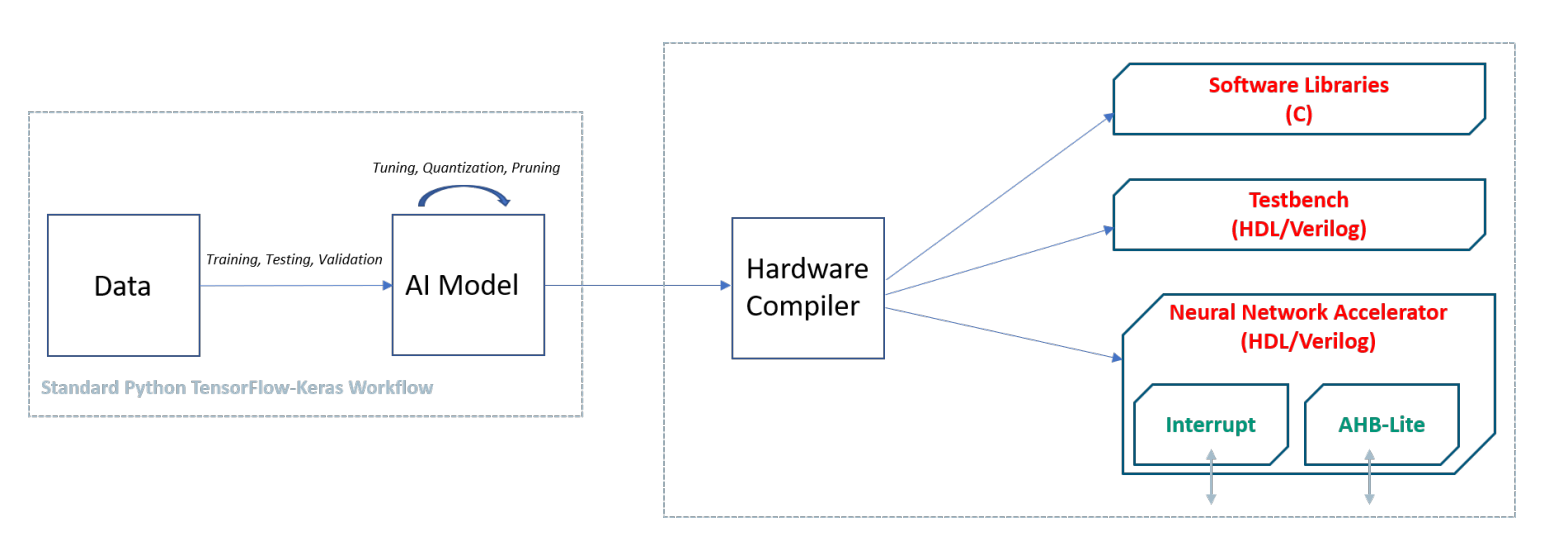 Tuning, Quantization, Pruning
Data
Training, Testing, Validation
AI Model
Standard Python TensorFlow-Keras Workflow
Hardware
Compiler
Software Libraries
(C)
Testbench
(HDL/Verilog)
Neural Network Accelerator
(HDL/Verilog)
Interrupt
AHB-Lite